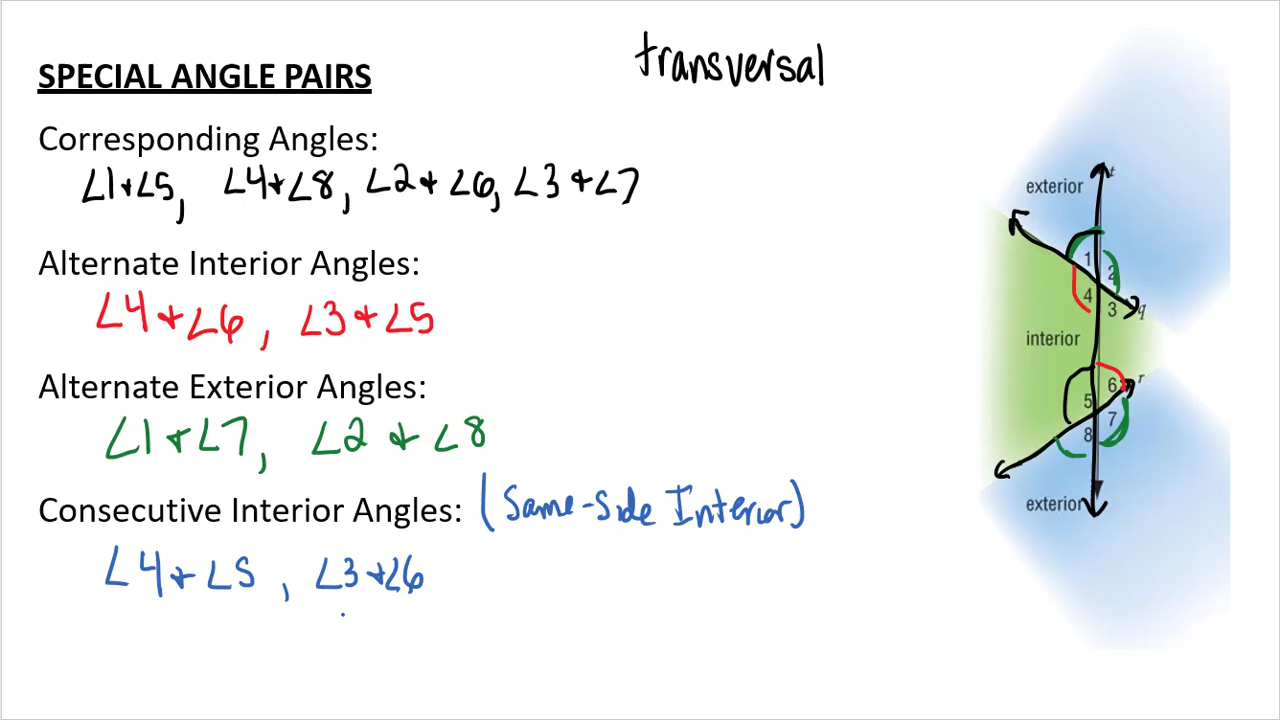 transversal
SPECIAL ANGLE PAIRS
Corresponding Angles:
∠1 & ∠5, ∠4 & ∠8, ∠2 & ∠6, ∠3 & ∠7
Alternate Interior Angles:
∠4 & ∠6, ∠3 & ∠5
Alternate Exterior Angles:
∠1 & ∠7, ∠2 & ∠8
Consecutive Interior Angles: (Same-Side Interior)
∠4 & ∠5, ∠3 & ∠6
t
exterior
1
2
4
3
q
interior
6
r
5
7
8
exterior